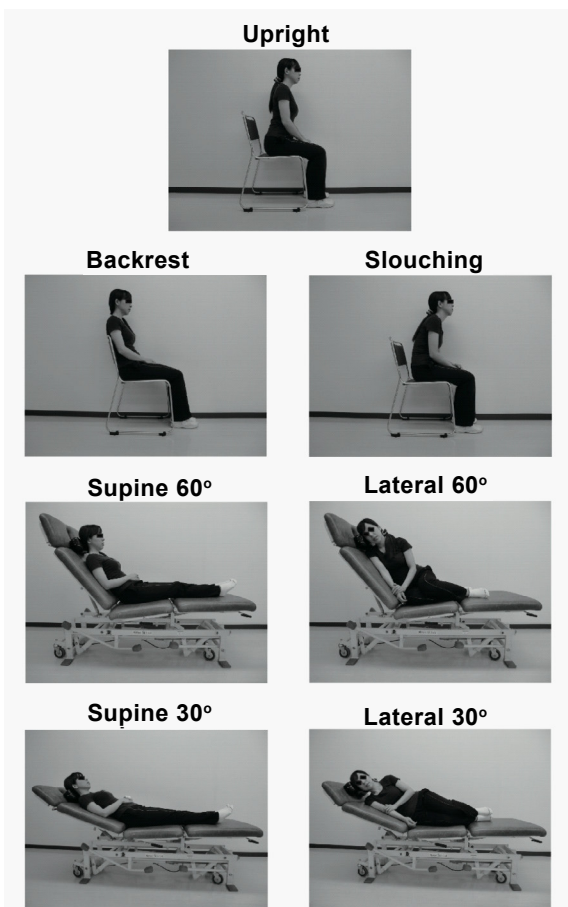 Upright
Backrest
Slouching
Supine 60°
Lateral 60°
Supine 30°
Lateral 30°